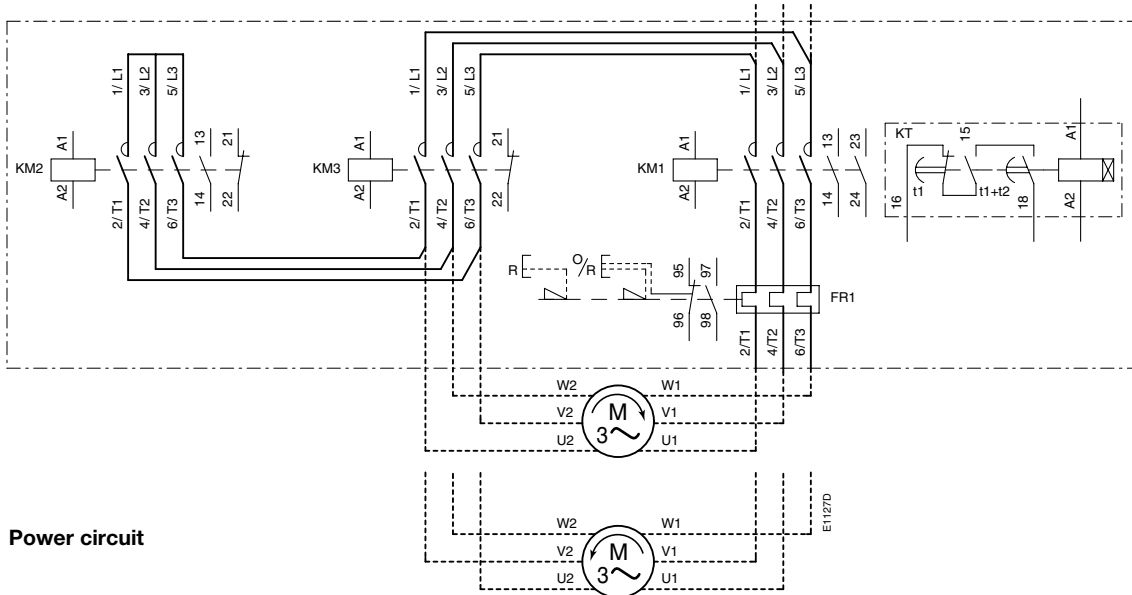 1/ L1 3/ L2 5/ L3 1/ L1 3/ L2 5/ L3 1/ L1 3/ L2 5/ L3
KM2 A1 A2 13 14 21 22
2/ T1 4/ T2 6/ T3
KM3 A1 A2 21 22
2/ T1 4/ T2 6/ T3
KM1 A1 A2 13 14 23 24
2/ T1 4/ T2 6/ T3
KT 15 A1
t1 t1+t2
16 18 A2
R O/R 95 97
96 98 FR1
2/T1 4/T2 6/T3
W2 W1
V2 M 3 V1
U2 U1
W2 W1
V2 M 3 V1
U2 U1
E1127D
Power circuit